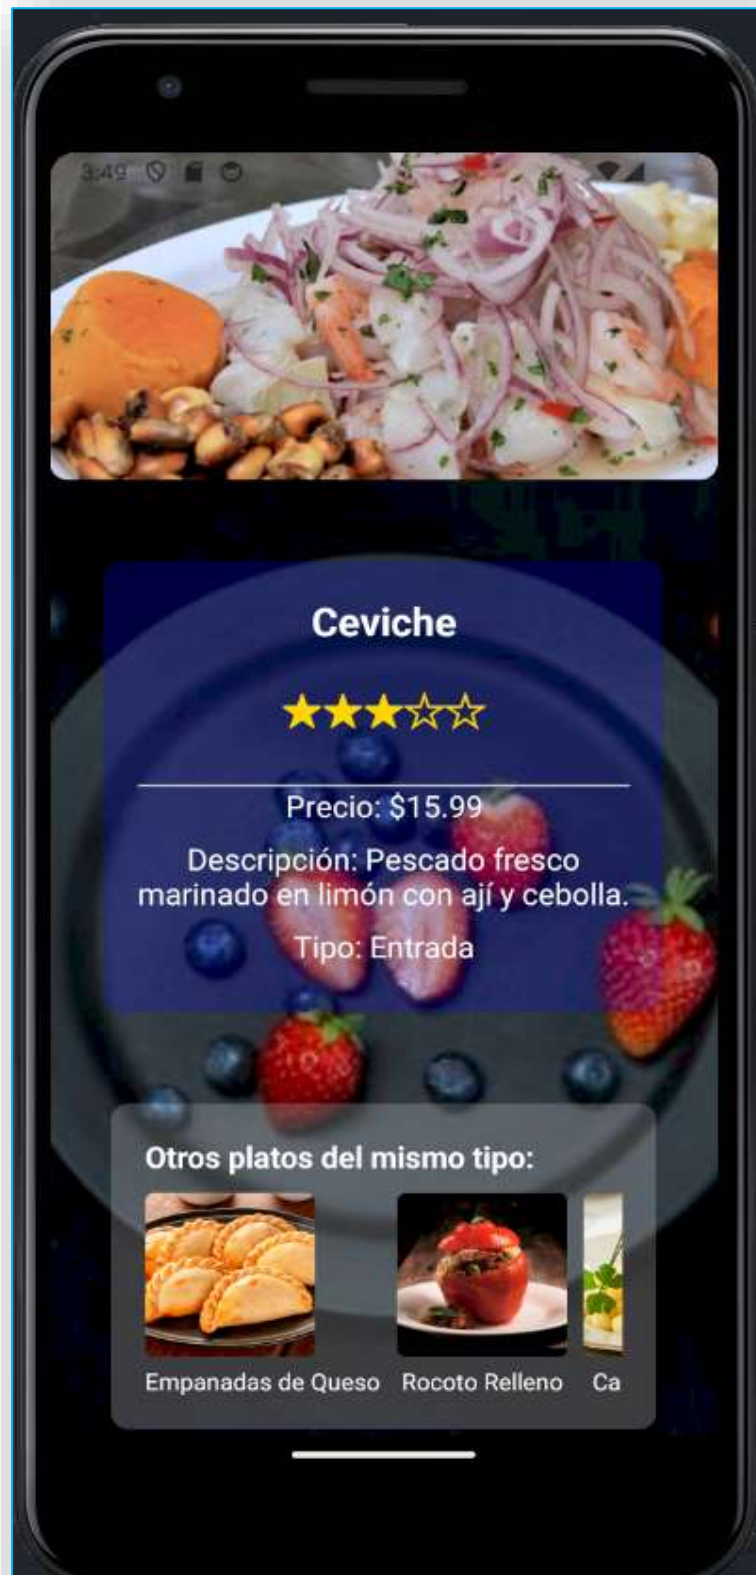 3:49
Ceviche
Precio: $15.99
Descripción: Pescado fresco
marinado en limón con ají y cebolla.
Tipo: Entrada
Otros platos del mismo tipo:
Empanadas de Queso Rocoto Relleno Ca